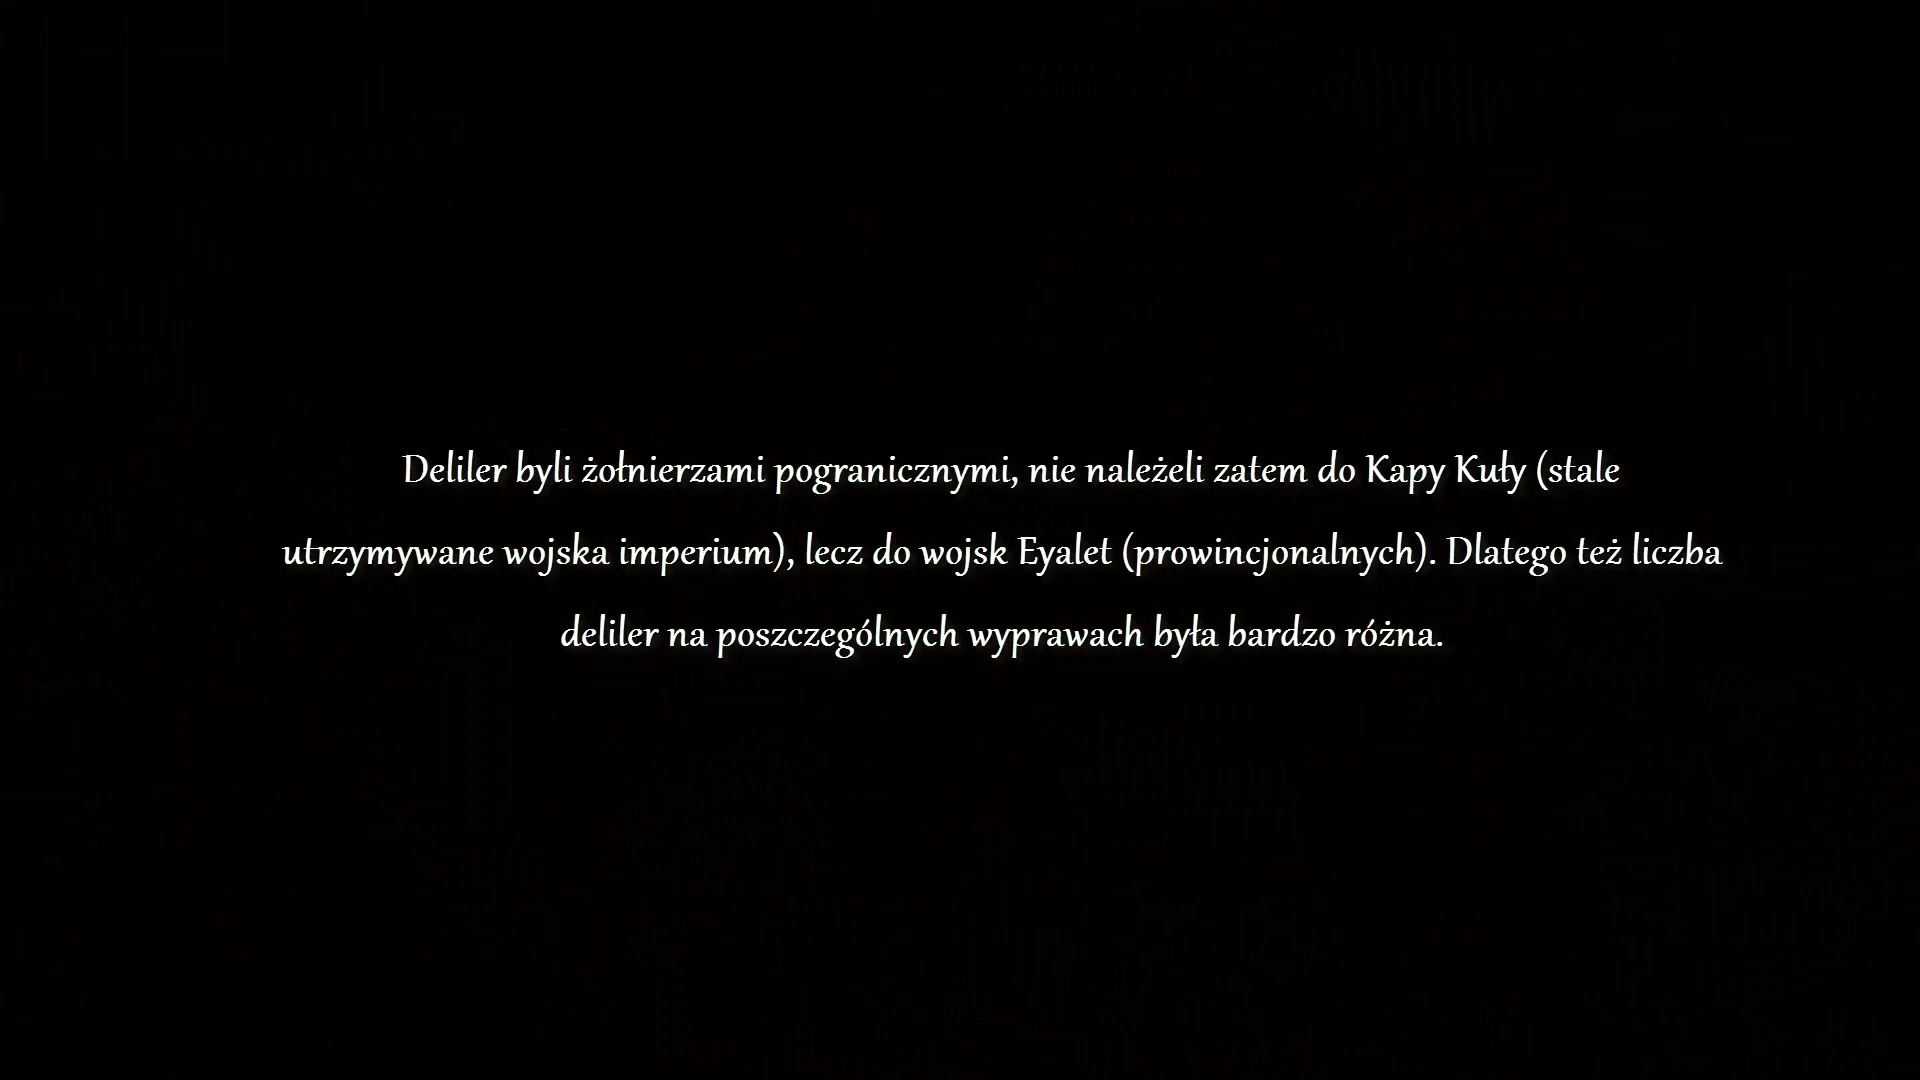 Deliler byli żołnierzami pogranicznymi, nie należeli zatem do Kapy Kuły (stale
utrzymywane wojska imperium), lecz do wojsk Eyalet (prowincjonalnych). Dlatego też liczba
deliler na poszczególnych wyprawach była bardzo różna.